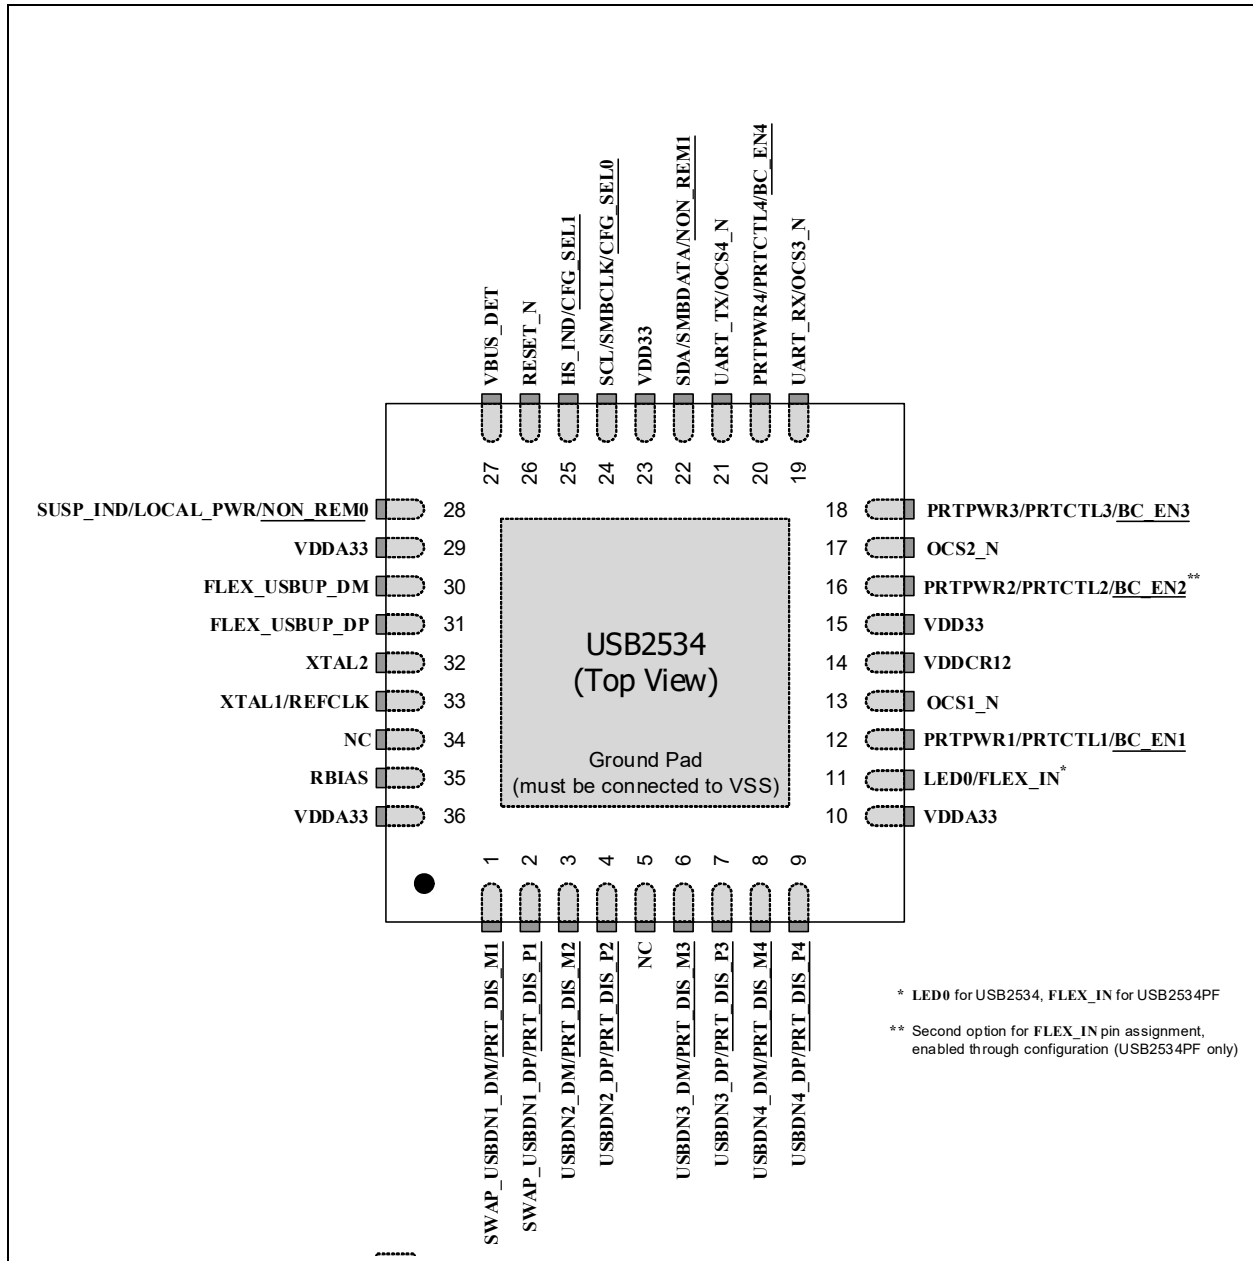 VBUS_DET
RESET_N
HS_IND/CFG_SEL1
SCL/SMBCLK/CFG_SEL0
VDD33
SDA/SMBDATA/NON_REM1
UART_TX/OCS4_N
PRTPWR4/PRTCTL4/BC_EN4
UART_RX/OCS3_N
27
26
25
24
23
22
21
20
19
SUSP_IND/LOCAL_PWR/NON_REM0 28
VDDA33 29
FLEX_USBUP_DM 30
FLEX_USBUP_DP 31
XTAL2 32
XTAL1/REFCLK 33
NC 34
RBIAS 35
VDDA33 36
USB2534
(Top View)
Ground Pad
(must be connected to VSS)
18 PRTPWR3/PRTCTL3/BC_EN3
17 OCS2_N
16 PRTPWR2/PRTCTL2/BC_EN2**
15 VDD33
14 VDDCR12
13 OCS1_N
12 PRTPWR1/PRTCTL1/BC_EN1
11 LED0/FLEX_IN*
10 VDDA33
1
2
3
4
5
6
7
8
9
SWAP_USBDN1_DM/PRT_DIS_M1
SWAP_USBDN1_DP/PRT_DIS_P1
USBDN2_DM/PRT_DIS_M2
USBDN2_DP/PRT_DIS_P2
NC
USBDN3_DM/PRT_DIS_M3
USBDN3_DP/PRT_DIS_P3
USBDN4_DM/PRT_DIS_M4
USBDN4_DP/PRT_DIS_P4
* LED0 for USB2534, FLEX_IN for USB2534PF
** Second option for FLEX_IN pin assignment,
enabled through configuration (USB2534PF only)